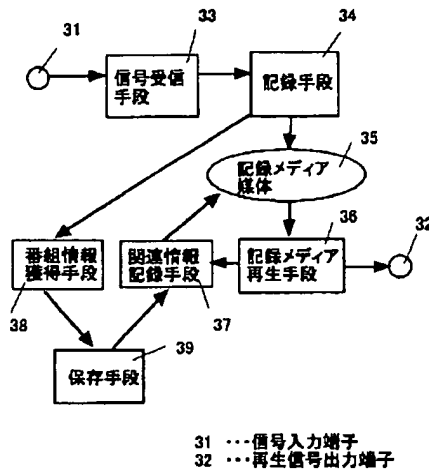 31
33
34
信号受信
手段
記録手段
35
記録メディア
媒体
36
32
番組情報
獲得手段
関連情報
記録手段
記録メディア
再生手段
38
37
39
保存手段
31 ・・・信号入力端子
32 ・・・再生信号出力端子